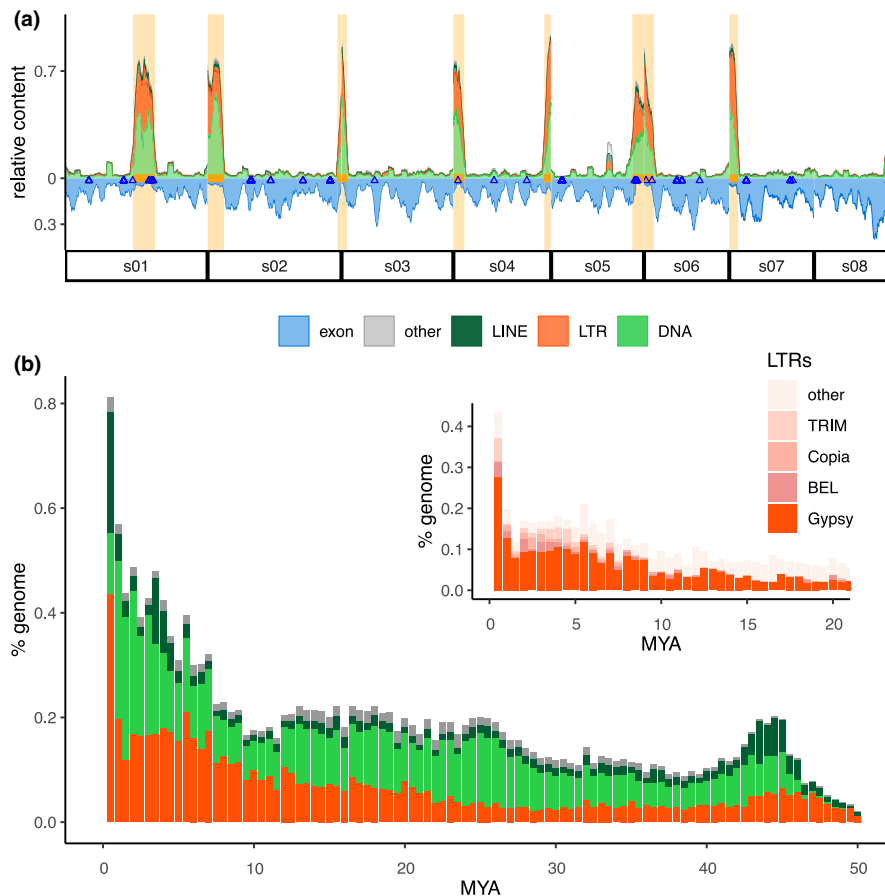 (a)
relative content
0.7
0
0.3
s01 s02 s03 s04 s05 s06 s07 s08
exon other LINE LTR DNA
(b)
% genome
0.8
0.6
0.4
0.2
0.0
0 10 20 30 40 50
MYA
LTRs
other
TRIM
Copia
BEL
Gypsy
% genome
0.4
0.3
0.2
0.1
0.0
0 5 10 15 20
MYA